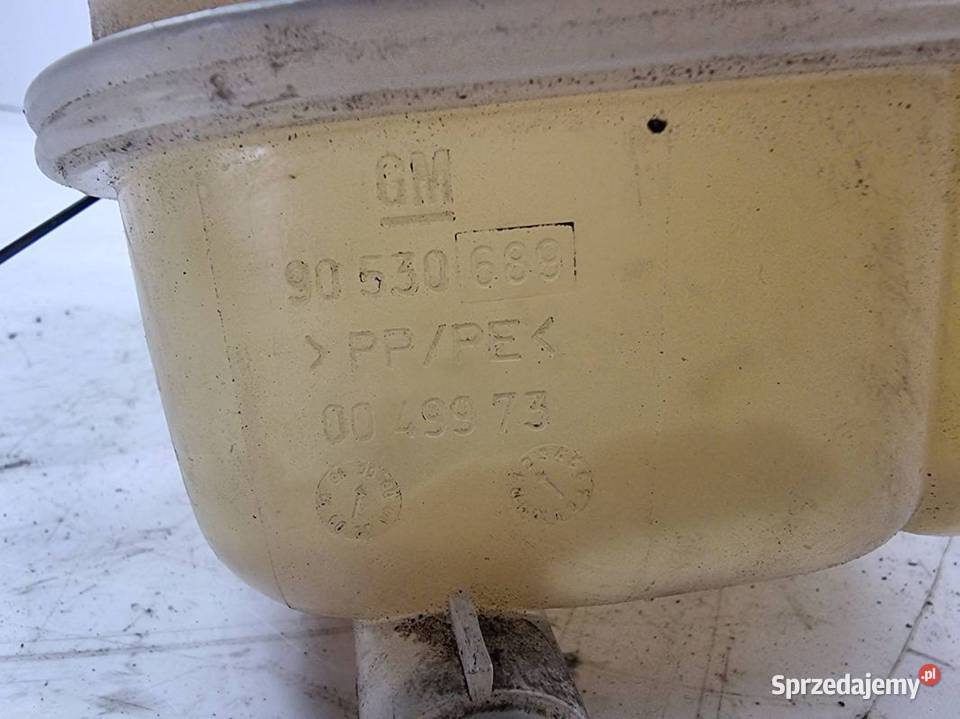 GM
90 530 689
>PP/PE<
00 499 73
Sprzedajemy.pl